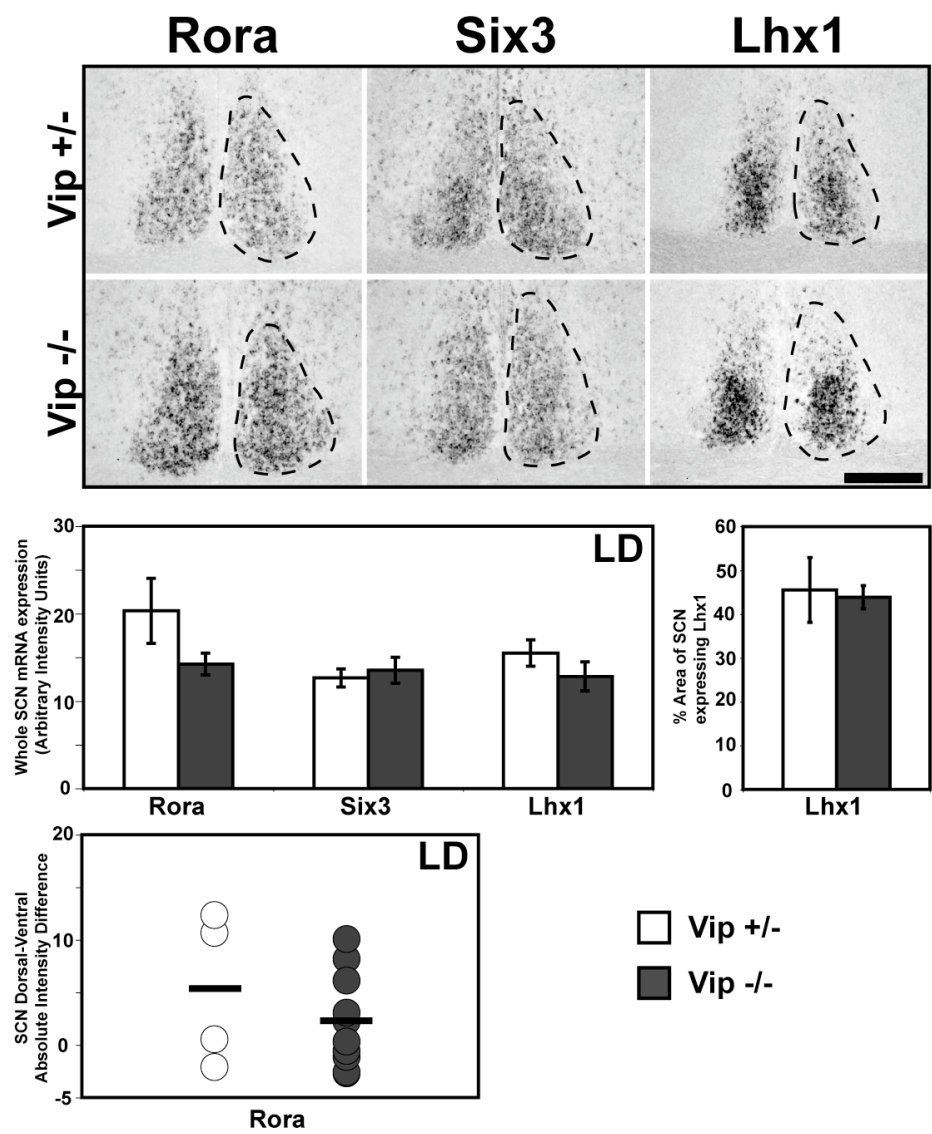 Rora Six3 Lhx1
Vip +/-
Vip -/-
Whole SCN mRNA expression
(Arbitrary Intensity Units)
30
20
10
0
LD
Rora Six3 Lhx1
% Area of SCN
expressing Lhx1
60
50
40
30
20
10
0
Lhx1
SCN Dorsal-Ventral
Absolute Intensity Difference
20
10
0
-5
LD
Rora
Vip +/-
Vip -/-